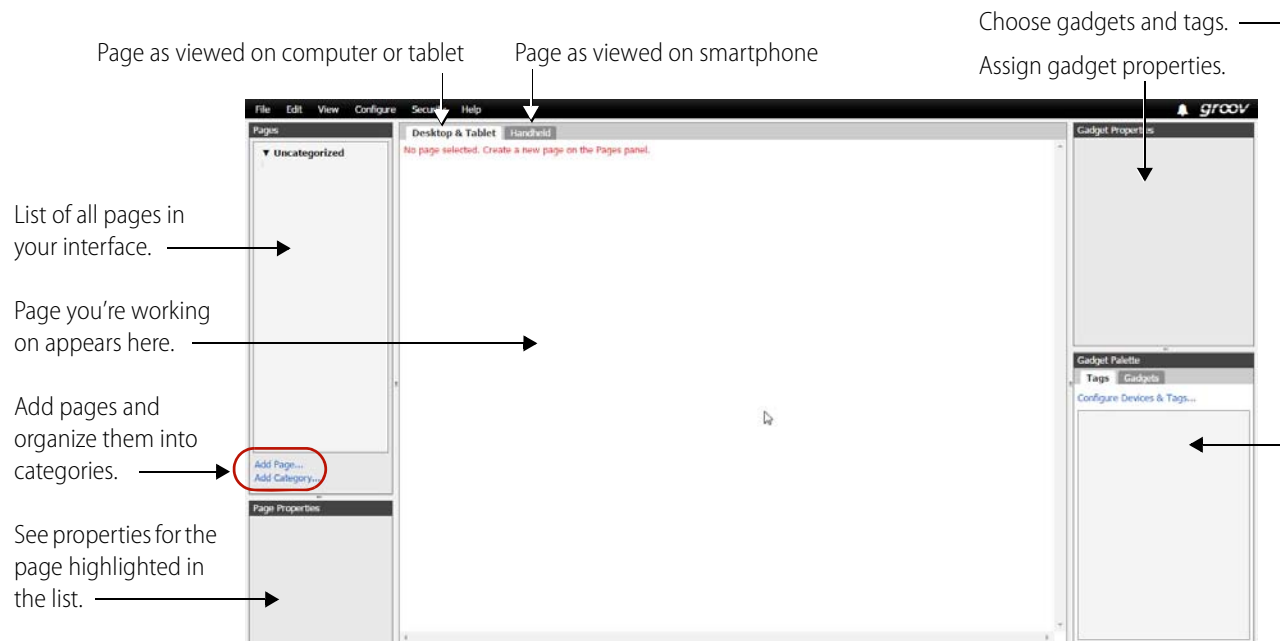 Choose gadgets and tags.
Page as viewed on computer or tablet
Page as viewed on smartphone
Assign gadget properties.
File Edit View Configure Security Help
groov
Pages
Desktop & Tablet
Handheld
Gadget Properties
▼ Uncategorized
No page selected. Create a new page on the Pages panel.
List of all pages in
your interface.
Page you're working
on appears here.
Gadget Palette
Tags
Gadgets
Configure Devices & Tags...
Add pages and
organize them into
categories.
Add Page...
Add Category...
Page Properties
See properties for the
page highlighted in
the list.